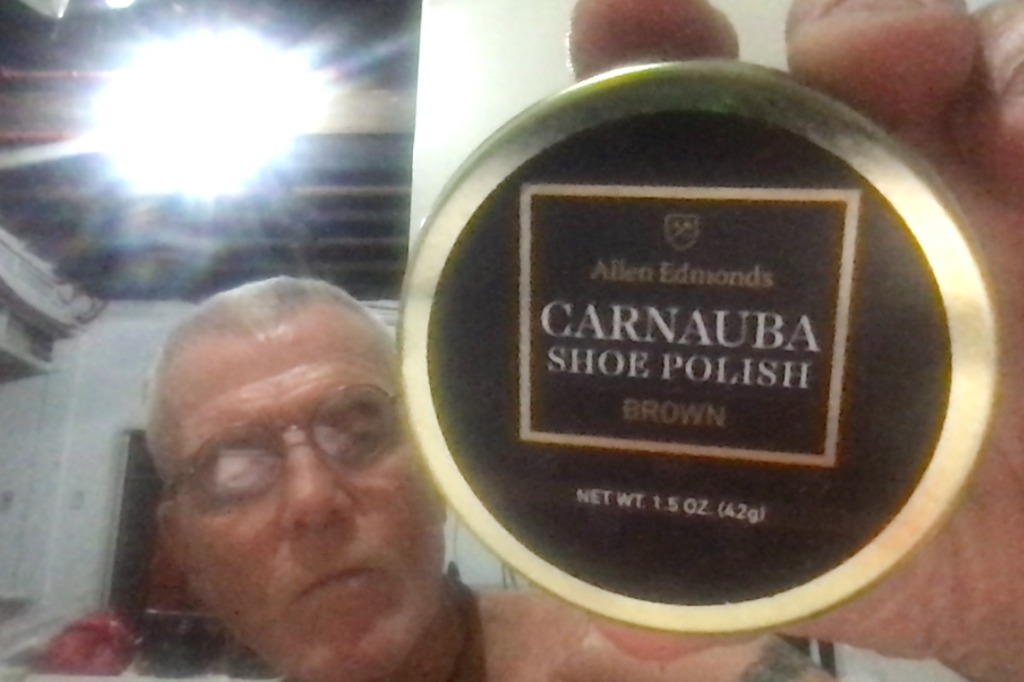 Allen Edmonds
CARNAUBA
SHOE POLISH
BROWN
NET WT. 1.5 OZ. (42g)